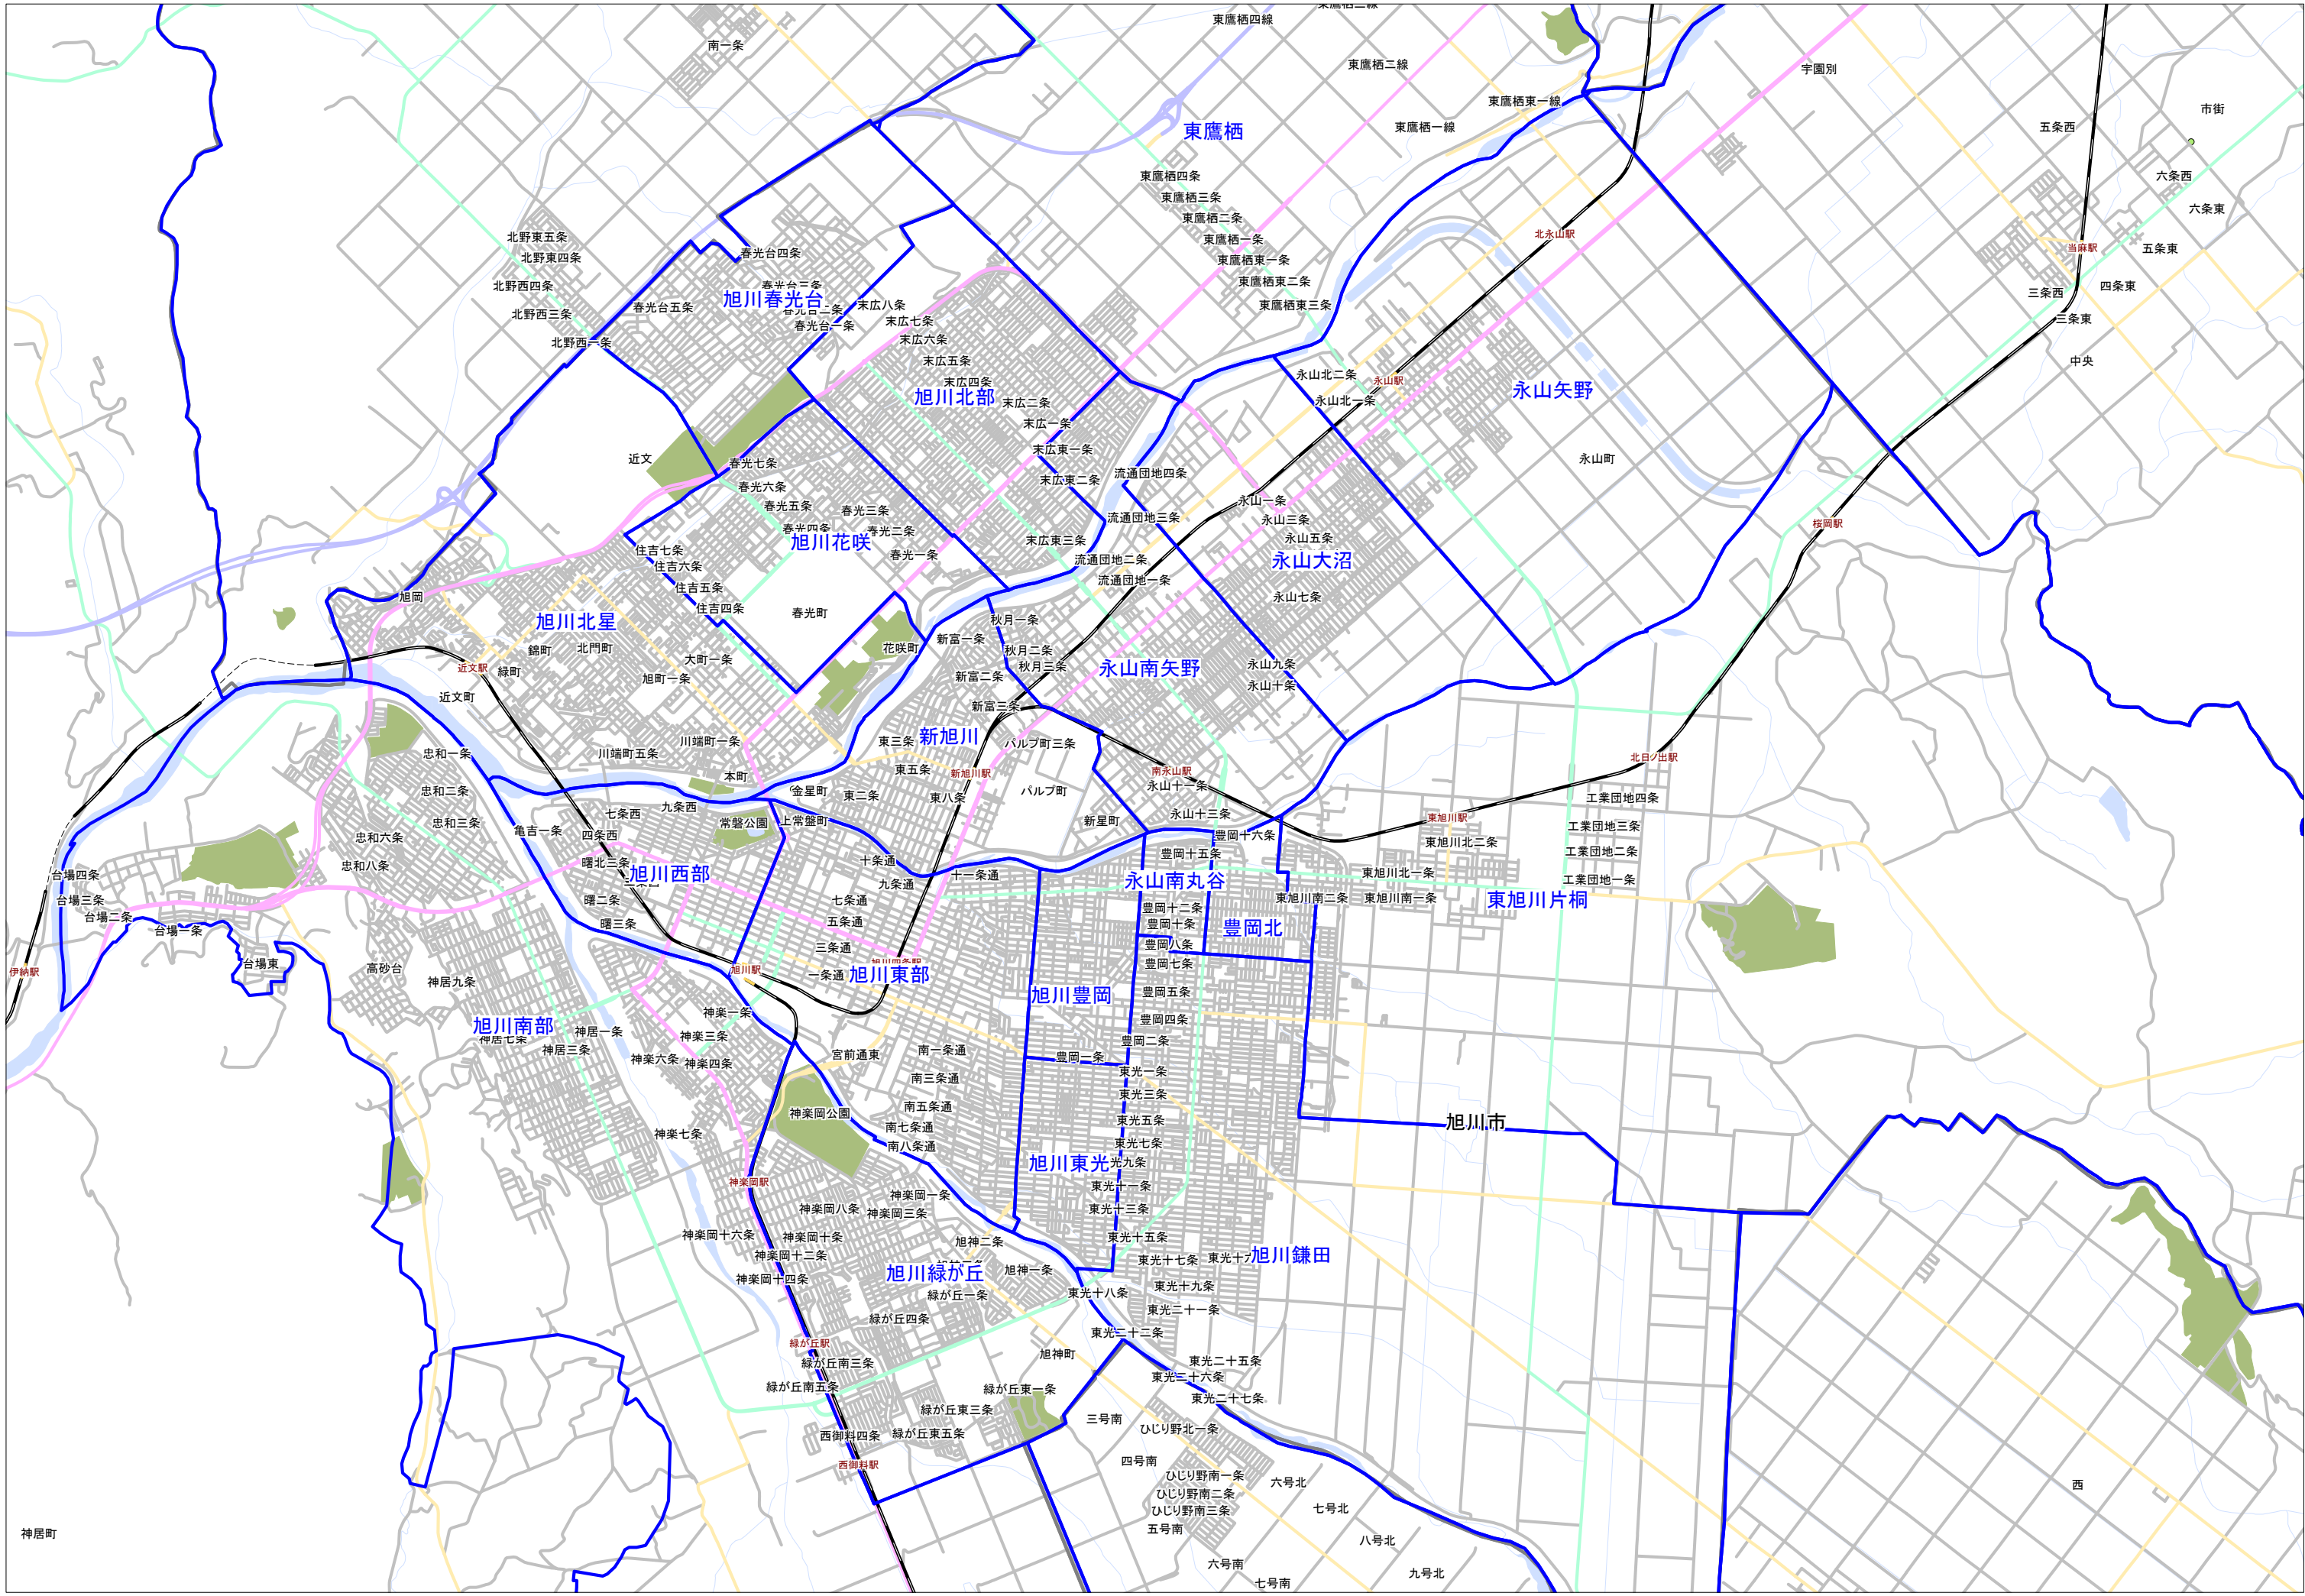 東鷹栖四線
南一条
東鷹栖二線
宇園別
東鷹栖東一線
市街
東鷹栖一線
五条西
東鷹栖
東鷹栖四条
六条西
東鷹栖三条
六条東
東鷹栖二条
北野東五条
東鷹栖一条
北永山駅
当麻駅
五条東
春光台四条
北野東四条
東鷹栖東一条
東鷹栖東二条
北野西四条
春光台三条
四条東
三条西
旭川春光台
春光台五条
末広八条
東鷹栖東三条
春光台二条
北野西三条
末広七条
三条東
春光台一条
末広六条
北野西一条
末広五条
中央
永山北二条
永山駅
末広四条
永山矢野
旭川北部
永山北一条
末広二条
末広一条
末広東一条
近文
春光七条
永山町
流通団地四条
末広東二条
春光六条
永山一条
春光五条
春光三条
流通団地三条
永山三条
桜岡駅
春光四条
春光二条
永山五条
旭川花咲
末広東三条
住吉七条
春光一条
流通団地二条
永山大沼
住吉六条
流通団地一条
住吉五条
旭岡
永山七条
住吉四条
春光町
旭川北星
秋月一条
新富一条
錦町
北門町
花咲町
秋月二条
大町一条
近文駅
緑町
秋月三条
永山南矢野
永山九条
旭町一条
新富二条
永山十条
近文町
新富三条
新旭川
東三条
川端町一条
パルプ町三条
忠和一条
川端町五条
北日ノ出駅
東五条
新旭川駅
南永山駅
本町
永山十一条
忠和二条
金星町
東二条
東八条
パルプ町
工業団地四条
七条西
九条西
永山十三条
東旭川駅
忠和三条
常磐公園
上常盤町
新星町
工業団地三条
亀吉一条
四条西
豊岡十六条
忠和六条
東旭川北二条
豊岡十五条
工業団地二条
曙北三条
十条通
忠和八条
旭川西部
東旭川北一条
台場四条
十一条通
永山南丸谷
工業団地一条
九条通
東旭川南二条
東旭川南一条
東旭川片桐
台場三条
曙二条
七条通
豊岡十二条
台場二条
曙三条
五条通
豊岡十条
豊岡北
台場一条
三条通
豊岡八条
台場東
高砂台
旭川四条駅
豊岡七条
伊納駅
旭川駅
一条通
旭川東部
神居九条
豊岡五条
旭川豊岡
神楽一条
豊岡四条
旭川南部
神居一条
神居七条
神楽三条
豊岡二条
神居三条
宮前通東
南一条通
豊岡一条
神楽六条
神楽四条
東光一条
南三条通
東光三条
南五条通
神楽岡公園
東光五条
旭川市
神楽七条
南七条通
東光七条
南八条通
旭川東光
光九条
神楽岡駅
東光十一条
神楽岡一条
神楽岡八条
神楽岡三条
東光十三条
神楽岡十六条
神楽岡十条
旭神二条
東光十五条
神楽岡十二条
東光十七条
旭川鎌田
旭川緑が丘
旭神一条
神楽岡十四条
東光十九条
緑が丘一条
東光十八条
東光二十一条
緑が丘四条
東光二十二条
緑が丘駅
旭神町
緑が丘南三条
東光二十五条
東光二十六条
緑が丘南五条
緑が丘東一条
東光二十七条
緑が丘東三条
三号南
ひじり野北一条
西御料四条
緑が丘東五条
四号南
西御料駅
ひじり野南一条
六号北
西
ひじり野南二条
七号北
ひじり野南三条
神居町
五号南
八号北
六号南
九号北
七号南